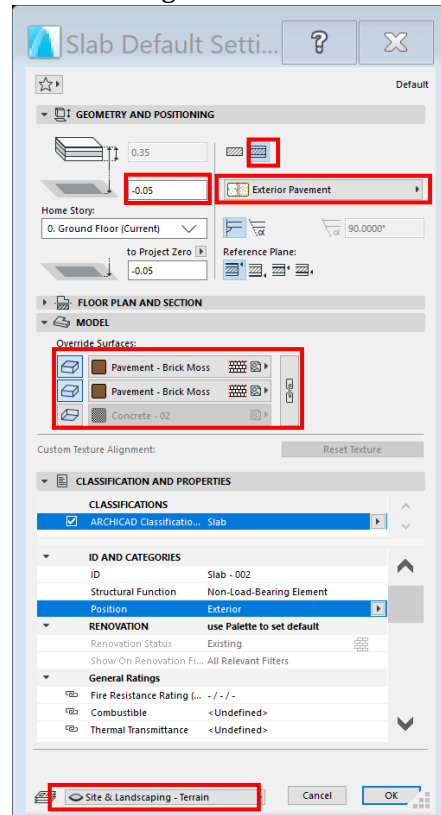 Slab Default Setti...
?
Default
GEOMETRY AND POSITIONING
0.35
-0.05
Exterior Pavement
Home Story:
0. Ground Floor (Current)
90.0000°
to Project Zero
Reference Plane:
-0.05
FLOOR PLAN AND SECTION
MODEL
Override Surfaces:
Pavement - Brick Moss
Pavement - Brick Moss
Concrete - 02
Custom Texture Alignment:
Reset Texture
CLASSIFICATION AND PROPERTIES
CLASSIFICATIONS
ARCHICAD Classificatio... Slab
ID AND CATEGORIES
ID Slab - 002
Structural Function Non-Load-Bearing Element
Position Exterior
RENOVATION use Palette to set default
Renovation Status Existing
Show On Renovation Fi... All Relevant Filters
General Ratings
Fire Resistance Rating (... - / - / -
Combustible <Undefined>
Thermal Transmittance <Undefined>
Site & Landscaping - Terrain
Cancel
OK